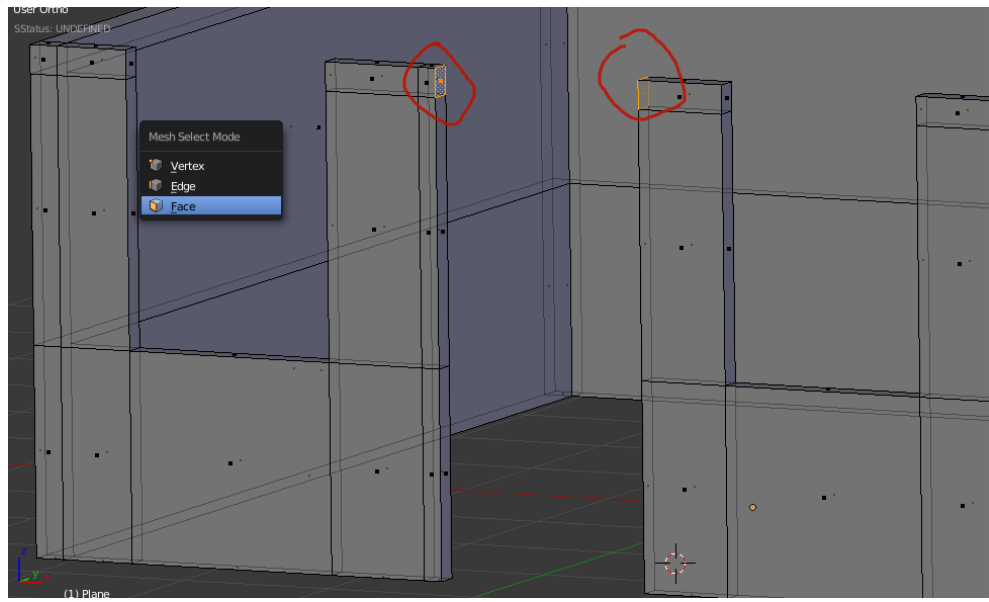 User Ortho
SStatus: UNDEFINED
Mesh Select Mode
Vertex
Edge
Face
z
y
x
(1) Plane